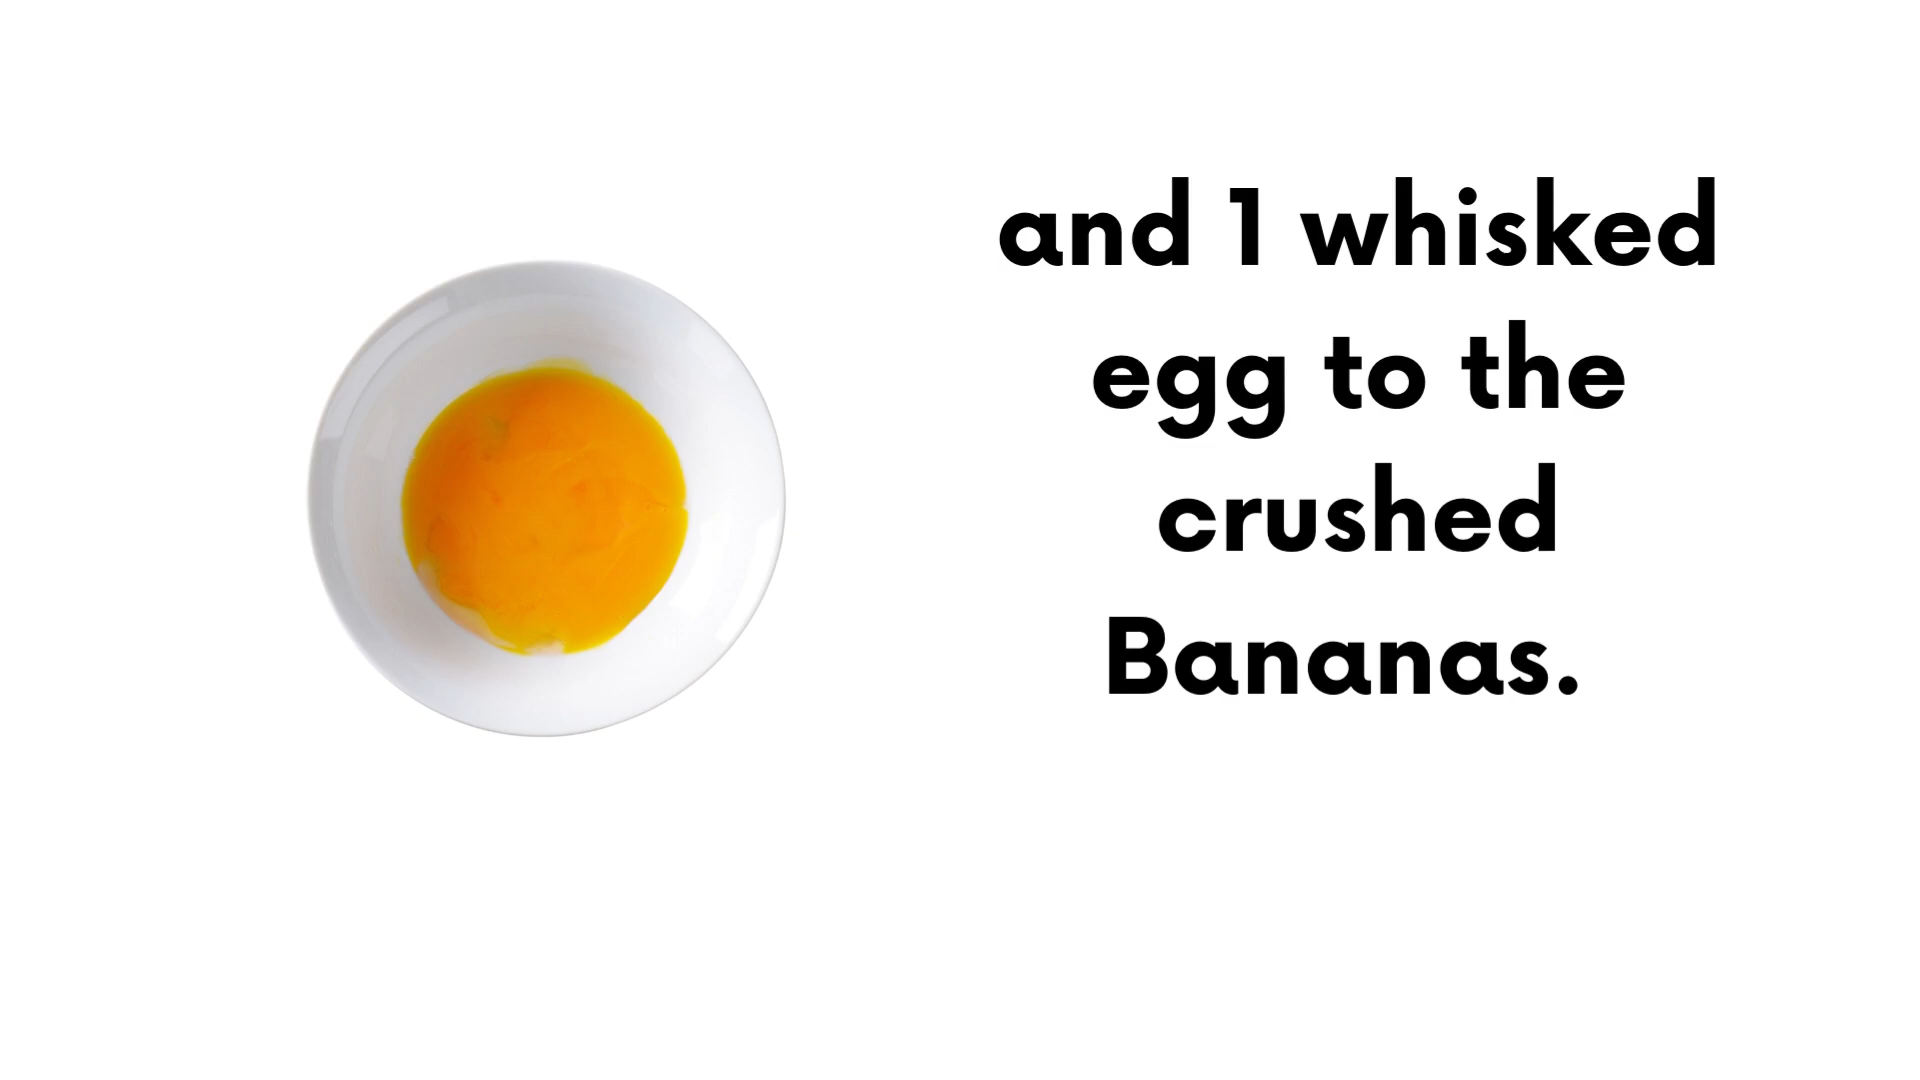 and 1 whisked
egg to the
crushed
Bananas.